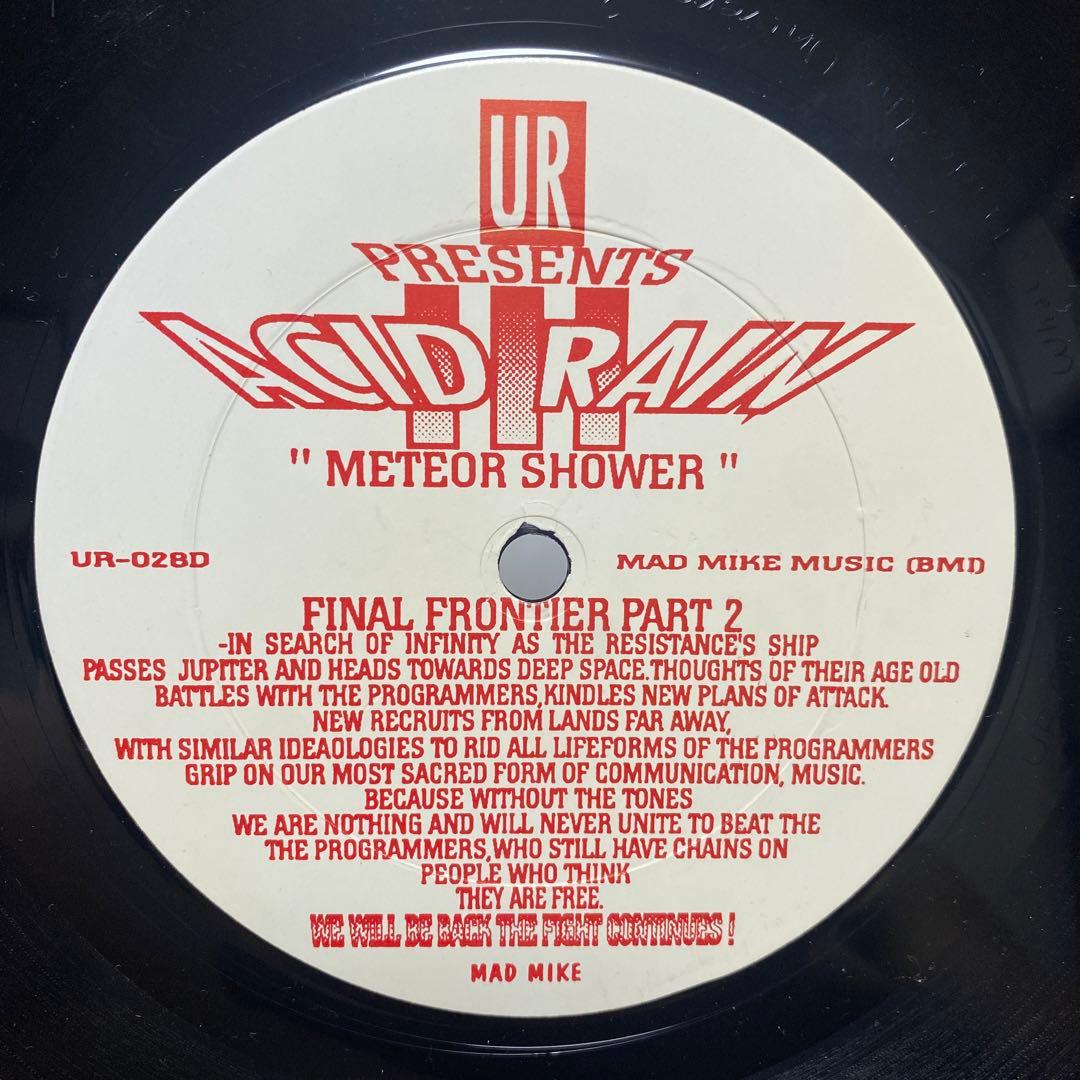 UR
PRESENTS
ACID RAIN
III
" METEOR SHOWER "
UR-028D
MAD MIKE MUSIC (BMI)
FINAL FRONTIER PART 2
-IN SEARCH OF INFINITY AS THE RESISTANCE'S SHIP
PASSES JUPITER AND HEADS TOWARDS DEEP SPACE.THOUGHTS OF THEIR AGE OLD
BATTLES WITH THE PROGRAMMERS,KINDLES NEW PLANS OF ATTACK.
NEW RECRUITS FROM LANDS FAR AWAY,
WITH SIMILAR IDEAOLOGIES TO RID ALL LIFEFORMS OF THE PROGRAMMERS
GRIP ON OUR MOST SACRED FORM OF COMMUNICATION, MUSIC.
BECAUSE WITHOUT THE TONES
WE ARE NOTHING AND WILL NEVER UNITE TO BEAT THE
THE PROGRAMMERS,WHO STILL HAVE CHAINS ON
PEOPLE WHO THINK
THEY ARE FREE.
WE WILL BE BACK THE FIGHT CONTINUES !
MAD MIKE